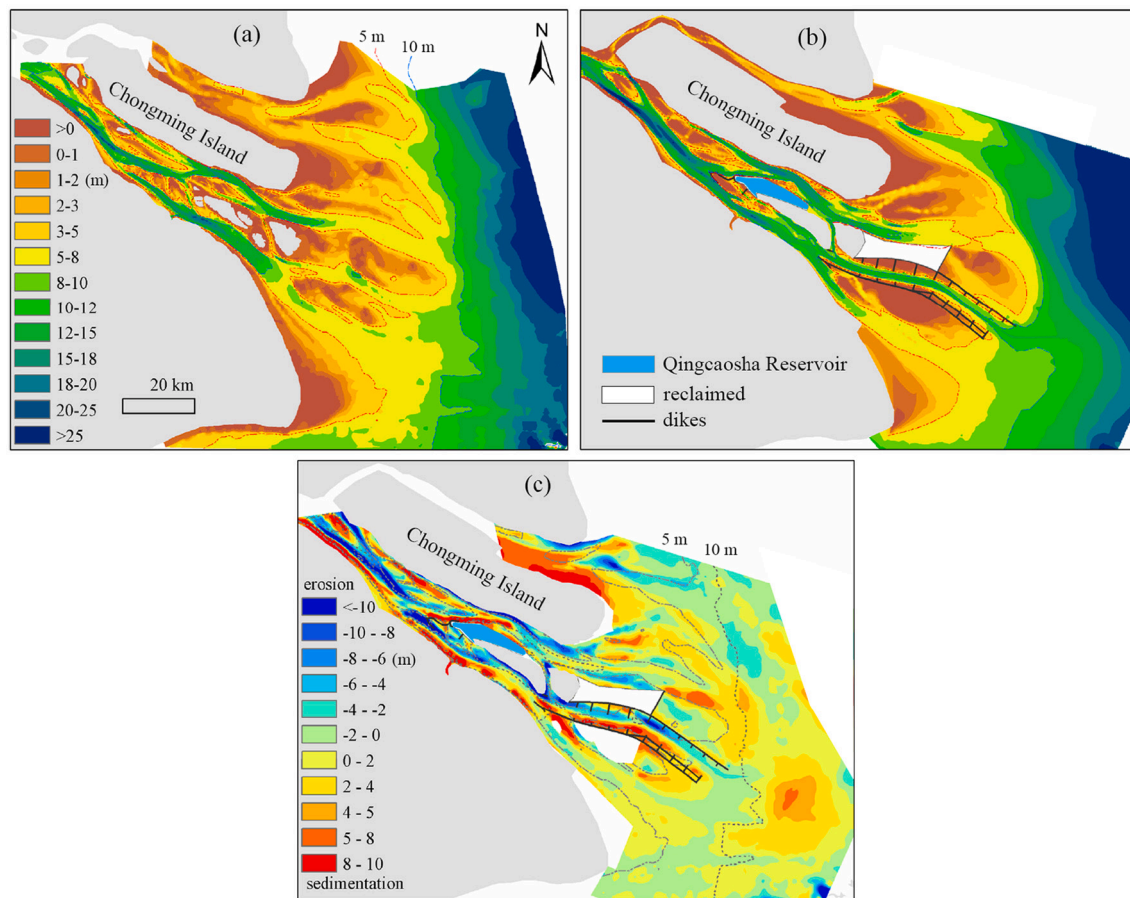 (a)
5 m
10 m
N
Chongming Island
>0
0-1
1-2 (m)
2-3
3-5
5-8
8-10
10-12
12-15
15-18
18-20
20-25
>25
20 km
(b)
Chongming Island
Qingcaosha Reservoir
reclaimed
dikes
(c)
5 m
10 m
Chongming Island
erosion
<-10
-10 - -8
-8 - -6 (m)
-6 - -4
-4 - -2
-2 - 0
0 - 2
2 - 4
4 - 5
5 - 8
8 - 10
sedimentation